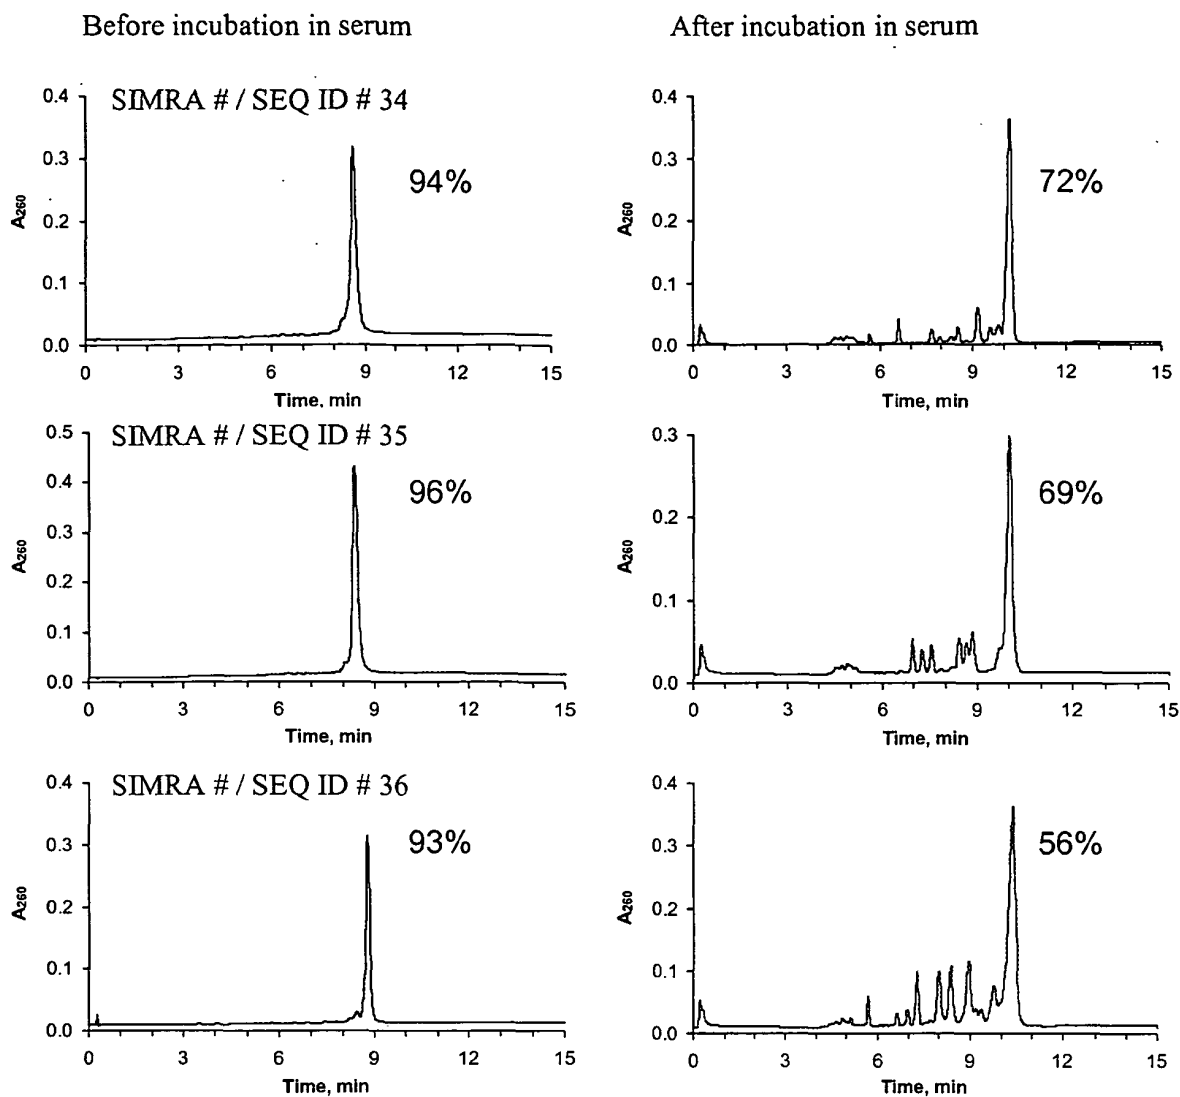 Before incubation in serum
After incubation in serum
SIMRA # / SEQ ID # 34
94%
A260
0.4
0.3
0.2
0.1
0.0
0 3 6 9 12 15
Time, min
72%
A260
0.4
0.3
0.2
0.1
0.0
0 3 6 9 12 15
Time, min
SIMRA # / SEQ ID # 35
96%
A260
0.5
0.4
0.3
0.2
0.1
0.0
0 3 6 9 12 15
Time, min
69%
A260
0.3
0.2
0.1
0.0
0 3 6 9 12 15
Time, min
SIMRA # / SEQ ID # 36
93%
A260
0.4
0.3
0.2
0.1
0.0
0 3 6 9 12 15
Time, min
56%
A260
0.4
0.3
0.2
0.1
0.0
0 3 6 9 12 15
Time, min